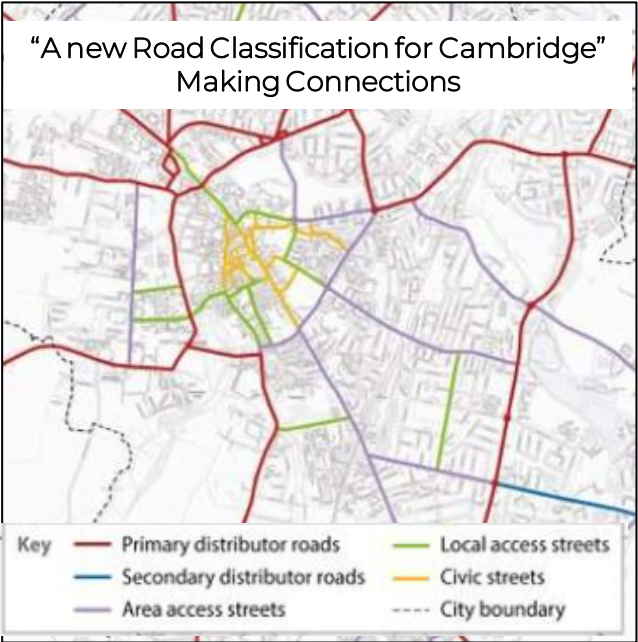 “A new Road Classification for Cambridge”
Making Connections
Key
Primary distributor roads
Secondary distributor roads
Area access streets
Local access streets
Civic streets
City boundary